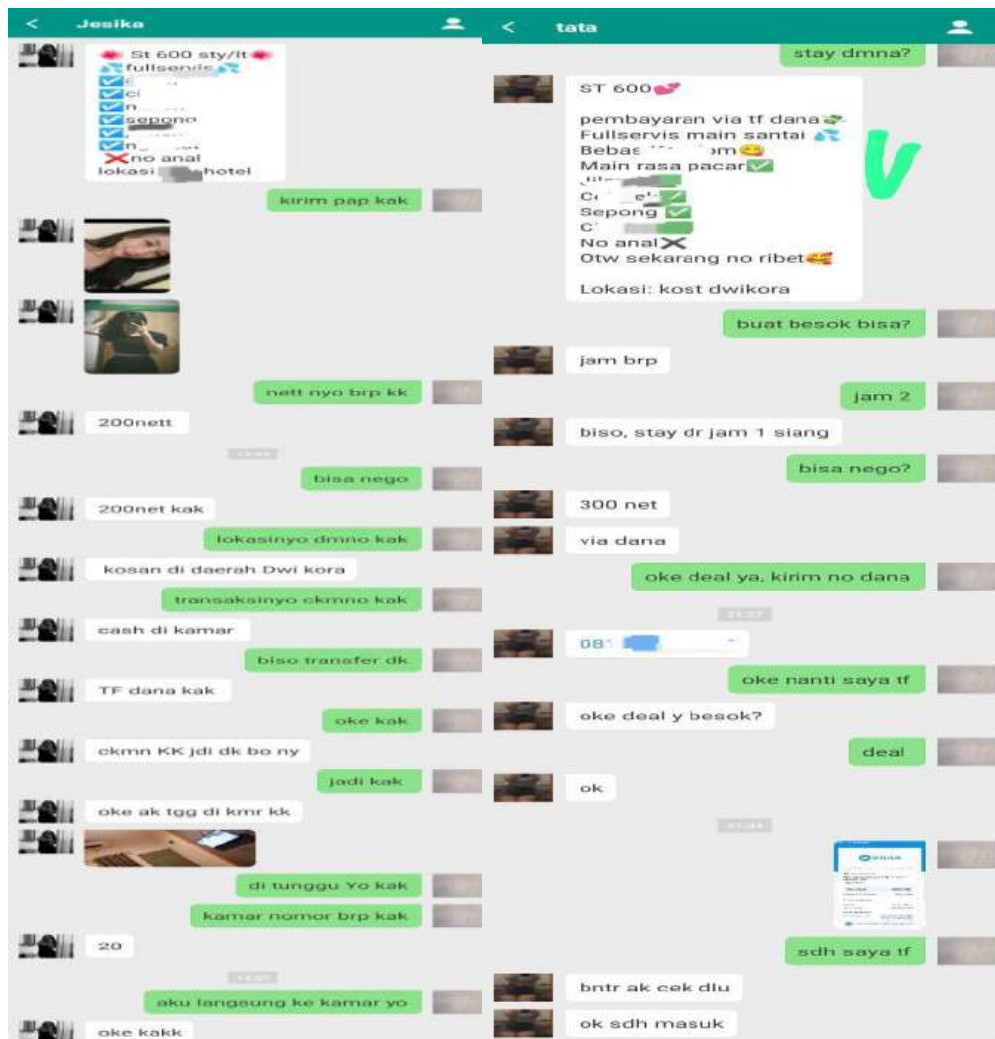 Jesika
St 600 sty/lt
fullservis
sepono
no anal
lokasi hotel
kirim pap kak
nett nyo brp kk
200nett
bisa nego
200net kak
lokasinyo dmno kak
kosan di daerah Dwi kora
transaksinyo ckmno kak
cash di kamar
biso transfer dk
TF dana kak
oke kak
ckmn KK jdi dk bo ny
jadi kak
oke ak tgg di kmr kk
di tunggu Yo kak
kamar nomor brp kak
20
aku langsung ke kamar yo
oke kakk
tata
stay dmna?
ST 600
pembayaran via tf dana
Fullservis main santai
Bebas
Main rasa pacar
Sepong
No anal
Otw sekarang no ribet
Lokasi: kost dwikora
buat besok bisa?
jam brp
jam 2
biso, stay dr jam 1 siang
bisa nego?
300 net
via dana
oke deal ya, kirim no dana
081
oke nanti saya tf
oke deal y besok?
deal
ok
sdh saya tf
bntr ak cek dlu
ok sdh masuk